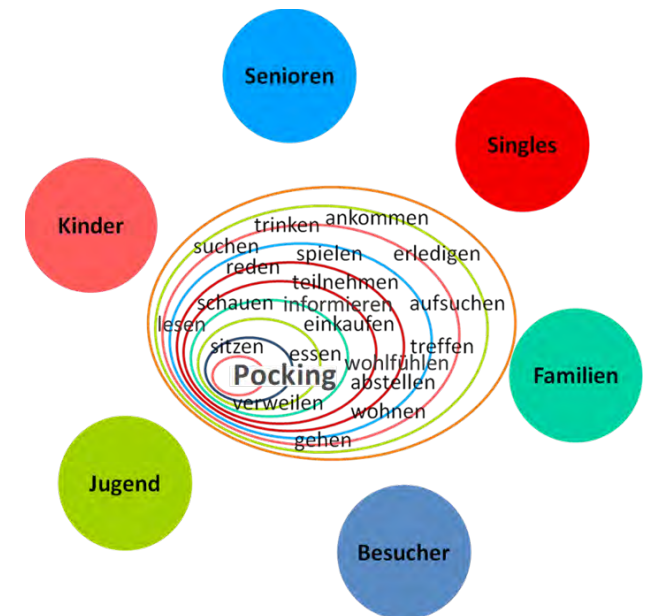 Senioren
Singles
Kinder
trinken
ankommen
suchen
spielen
erledigen
reden
teilnehmen
schauen
informieren
aufsuchen
lesen
einkaufen
sitzen
essen
treffen
wohlfühlen
Pocking
abstellen
verweilen
wohnen
gehen
Familien
Jugend
Besucher